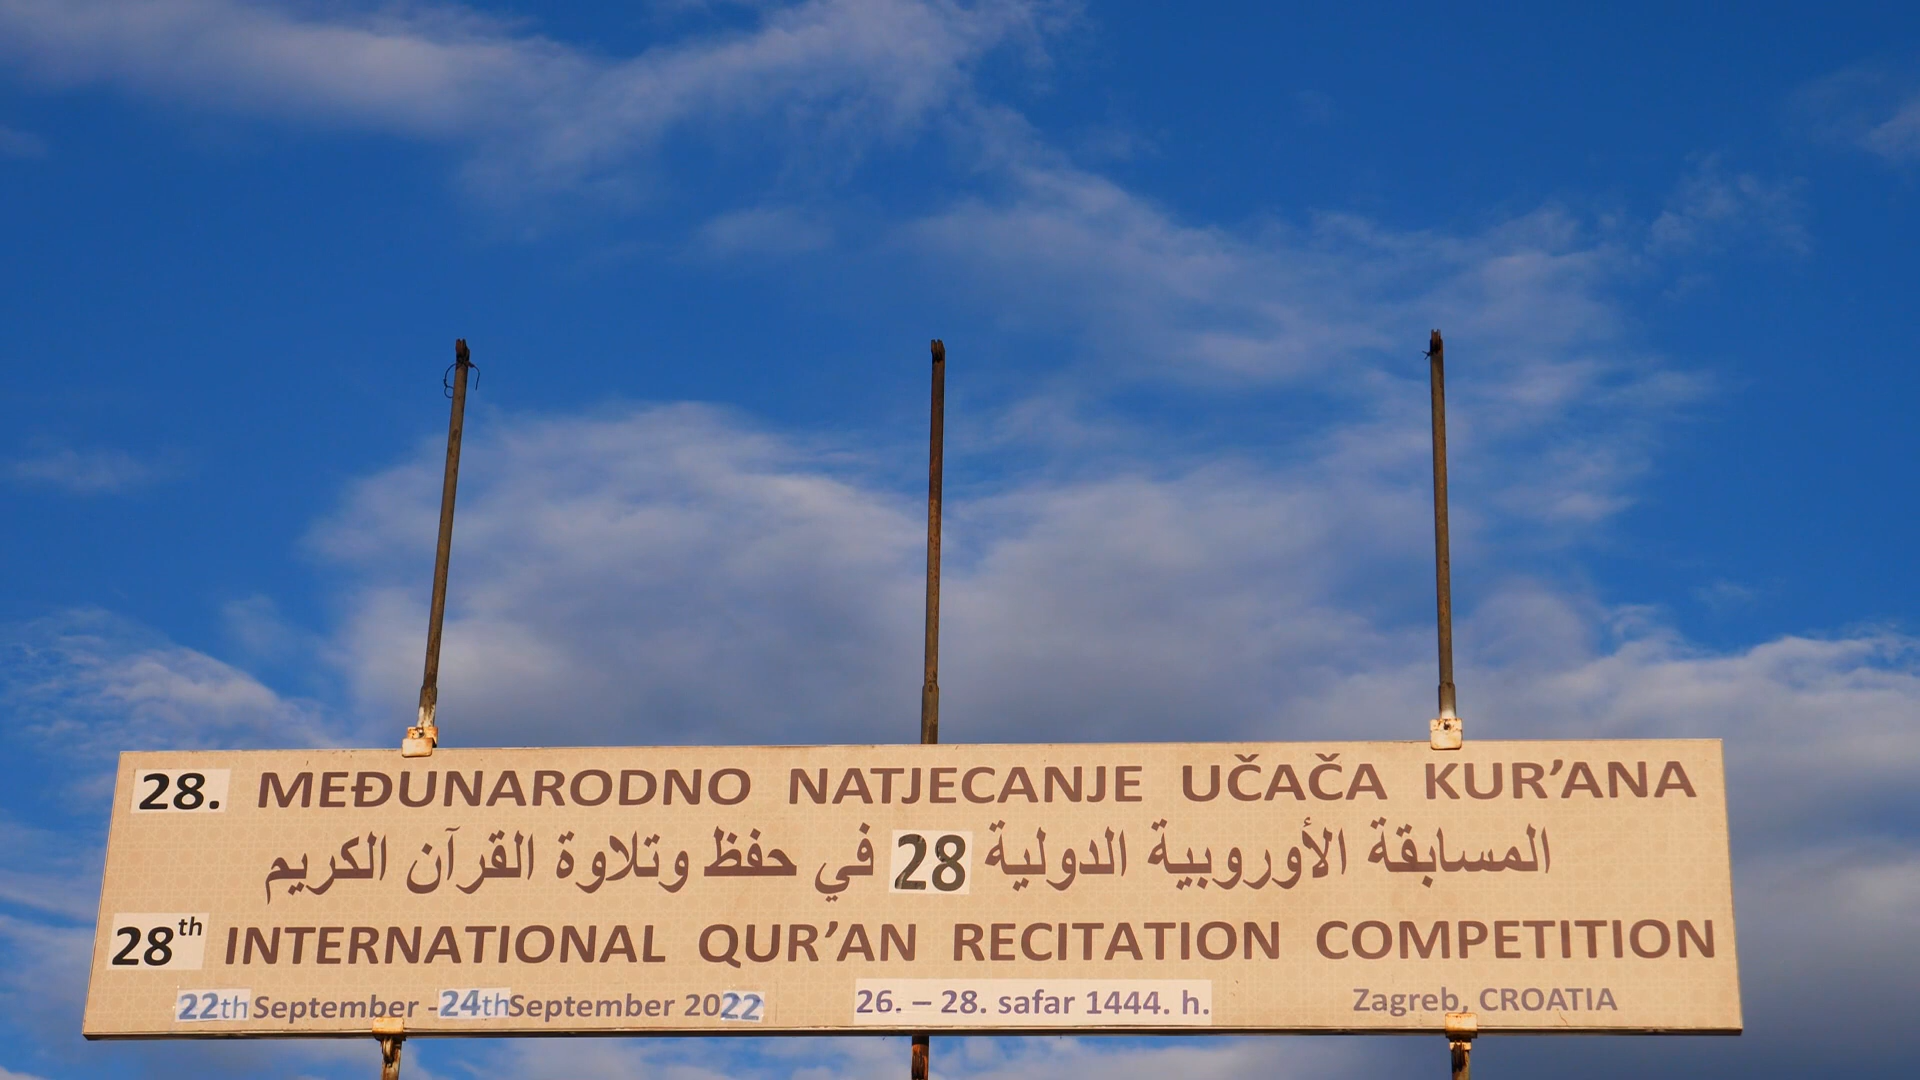 28. MEĐUNARODNO NATJECANJE UČAČA KUR’ANA
المسابقة الأوروبية الدولية 28 في حفظ وتلاوة القرآن الكريم
28th INTERNATIONAL QUR’AN RECITATION COMPETITION
22th September - 24th September 2022 26. – 28. safar 1444. h. Zagreb, CROATIA